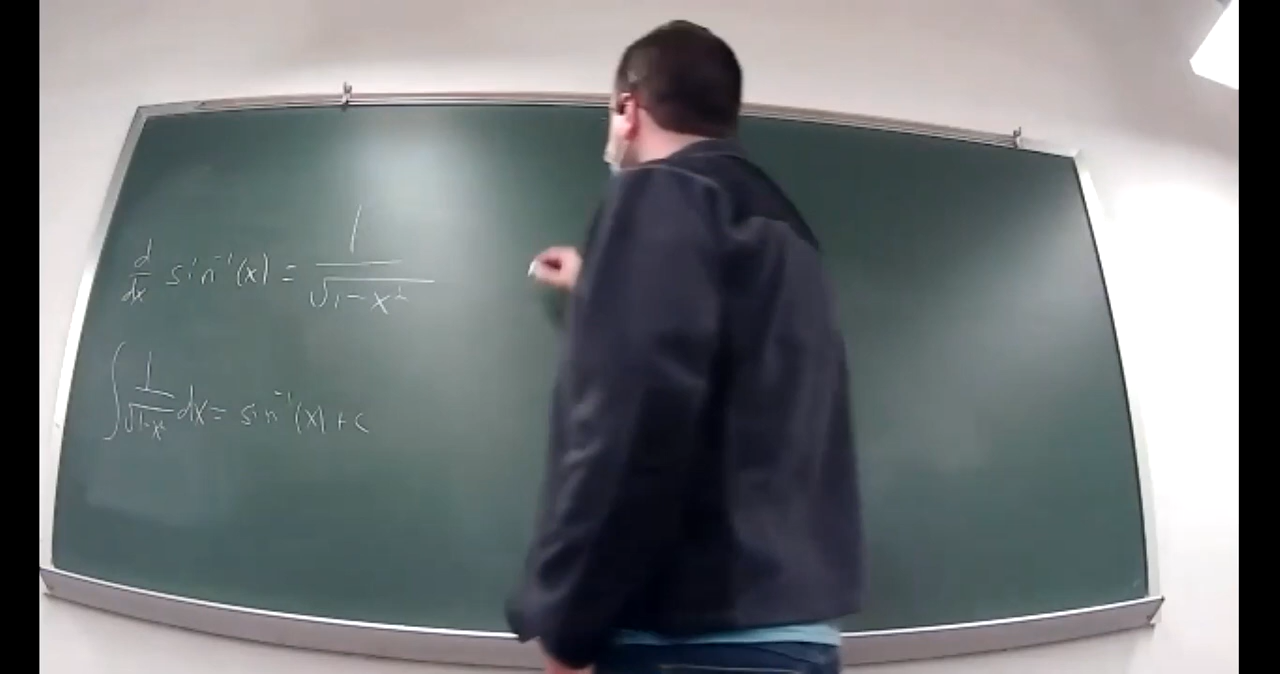 d/dx sin⁻¹(x) = 1/√(1-x²)
∫ 1/√(1-x²) dx = sin⁻¹(x) + c